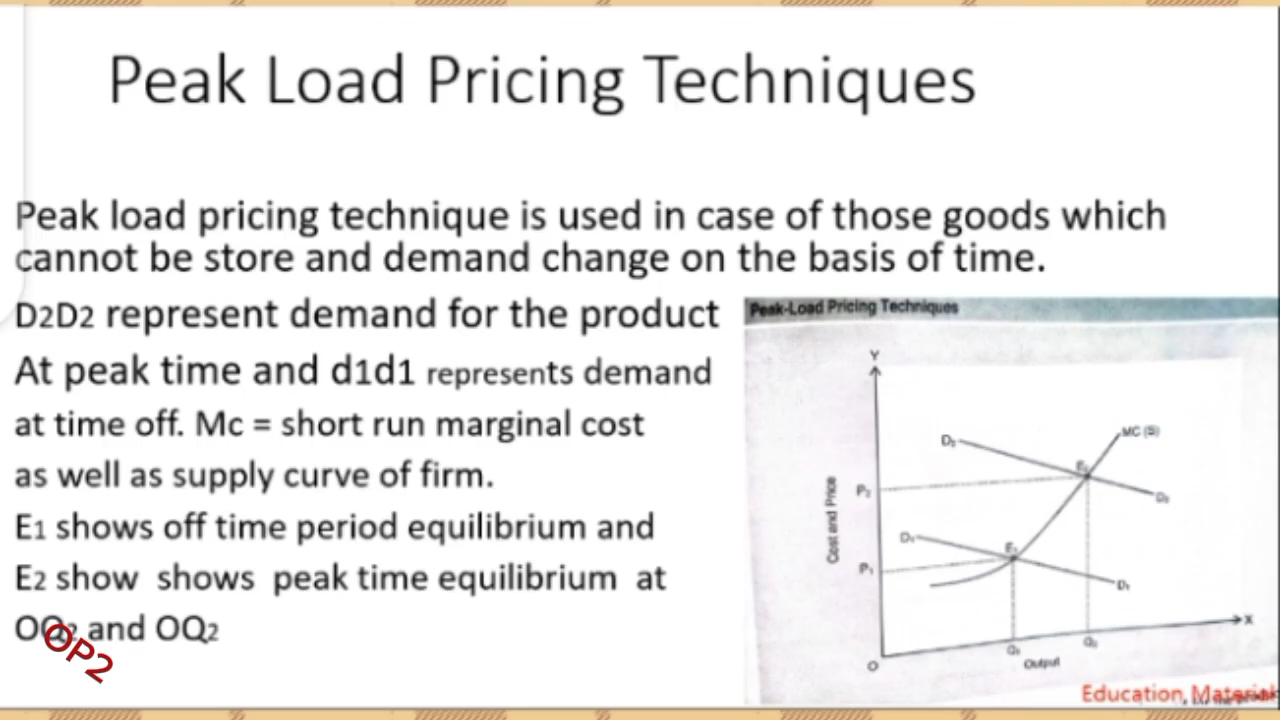 Peak Load Pricing Techniques
Peak load pricing technique is used in case of those goods which
cannot be store and demand change on the basis of time.
D2D2 represent demand for the product
At peak time and d1d1 represents demand
at time off. Mc = short run marginal cost
as well as supply curve of firm.
E1 shows off time period equilibrium and
E2 show shows peak time equilibrium at
OQ2 and OQ2
OP2
Peak-Load Pricing Techniques
Y
D2
MC (S)
E2
P2
D2
Cost and Price
D1
E1
P1
D1
X
Q1
Q2
O
Output
Education, Material